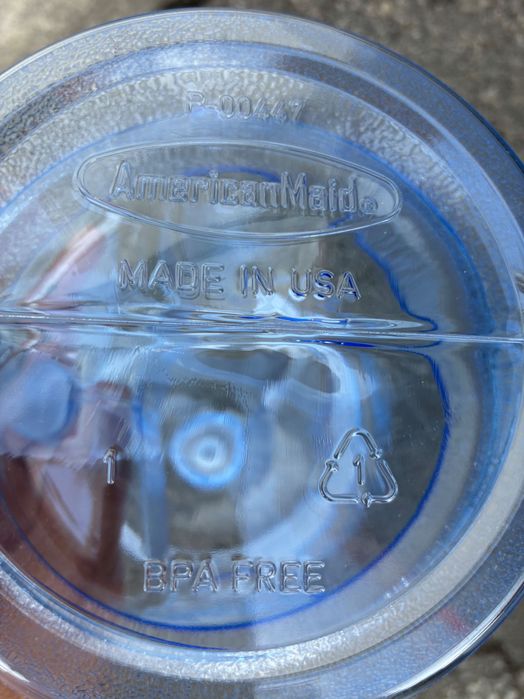 P-00447
AmericanMaid®
MADE IN USA
1 1
BPA FREE